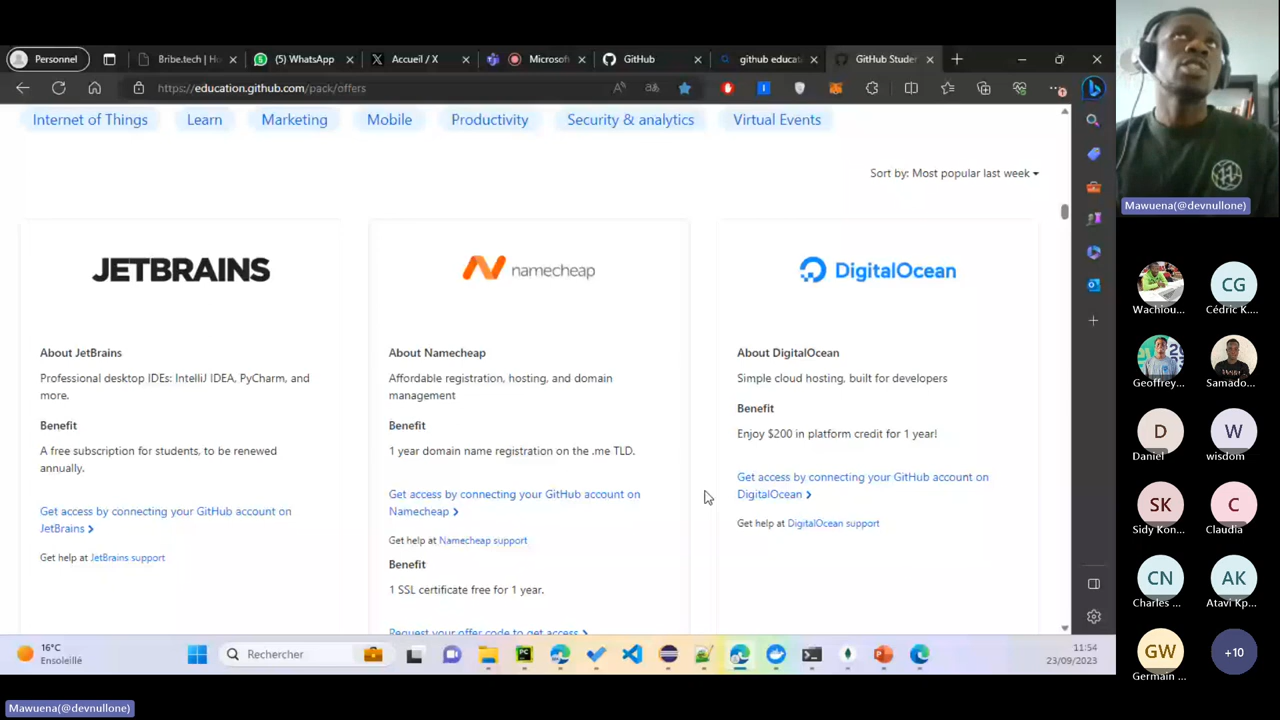 Personnel
Bribe.tech | Ho
(5) WhatsApp
Accueil / X
Microsof
GitHub
github educati
GitHub Studen
https://education.github.com/pack/offers
Internet of Things
Learn
Marketing
Mobile
Productivity
Security & analytics
Virtual Events
Sort by: Most popular last week
JETBRAINS
About JetBrains
Professional desktop IDEs: IntelliJ IDEA, PyCharm, and
more.
Benefit
A free subscription for students, to be renewed
annually.
Get access by connecting your GitHub account on
JetBrains
Get help at JetBrains support
namecheap
About Namecheap
Affordable registration, hosting, and domain
management
Benefit
1 year domain name registration on the .me TLD.
Get access by connecting your GitHub account on
Namecheap
Get help at Namecheap support
Benefit
1 SSL certificate free for 1 year.
Request your offer code to get access
DigitalOcean
About DigitalOcean
Simple cloud hosting, built for developers
Benefit
Enjoy $200 in platform credit for 1 year!
Get access by connecting your GitHub account on
DigitalOcean
Get help at DigitalOcean support
16°C
Ensoleillé
Rechercher
11:54
23/09/2023
Mawuena(@devnullone)
Wachiou...
CG
Cédric K....
Geoffrey...
Samado...
D
Daniel
W
wisdom
SK
Sidy Kon...
C
Claudia
CN
Charles ...
AK
Atavi Kp...
GW
Germain ...
+10
Mawuena(@devnullone)